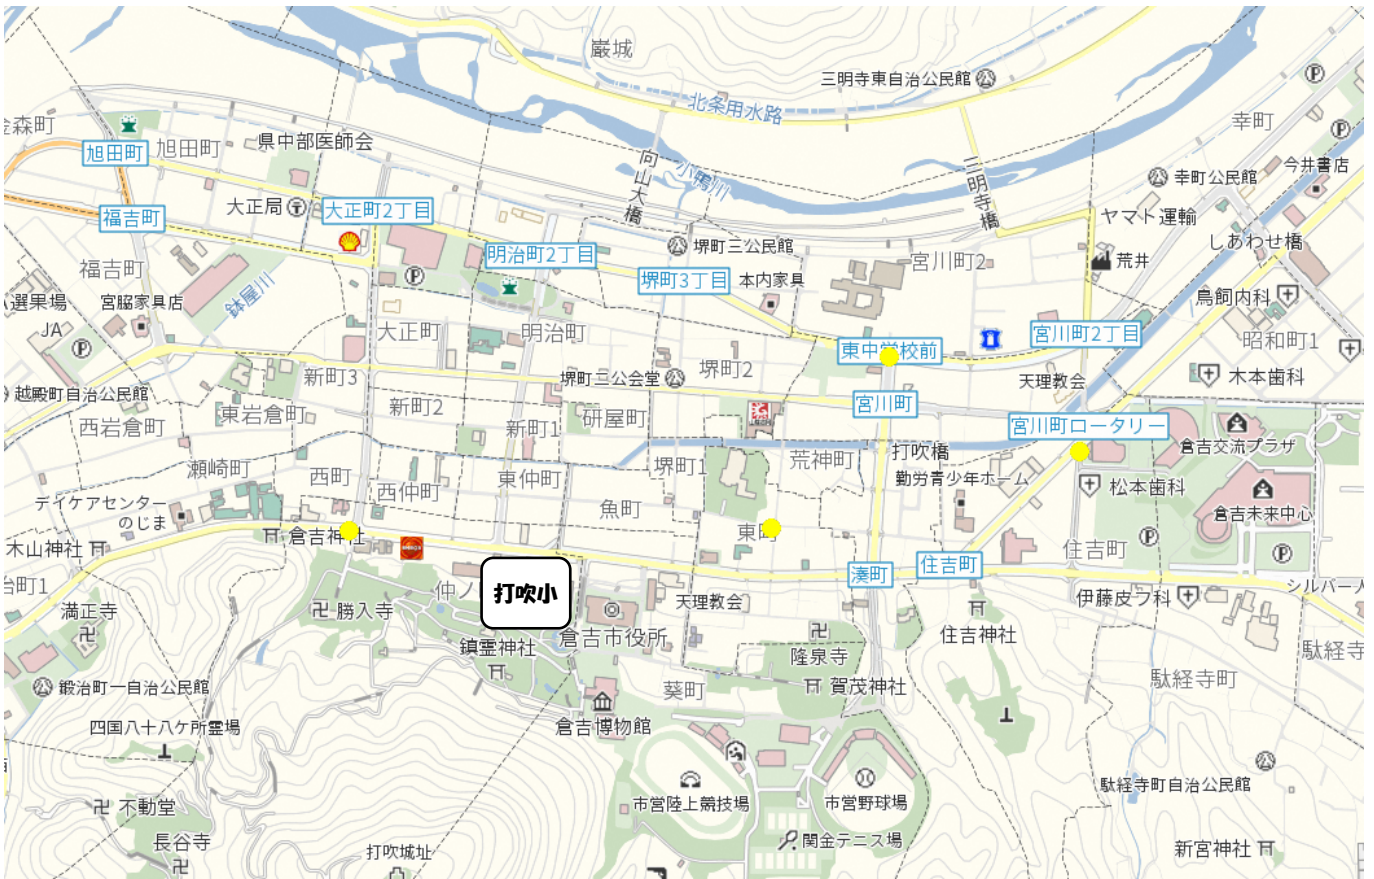 巌城
三明寺東自治公民館
北条用水路
金森町
旭田町
旭田町
県中部医師会
向山大橋
小鴨川
三明寺橋
幸町
今井書店
幸町公民館
福吉町
大正局
大正町2丁目
ヤマト運輸
しあわせ橋
明治町2丁目
堺町三公民館
宮川町2
荒井
福吉町
鉢屋川
堺町3丁目
本内家具
鳥飼内科
選果場
JA
宮脇家具店
大正町
明治町
宮川町2丁目
昭和町1
東中学校前
新町3
堺町二公会堂
堺町2
天理教会
木本歯科
越殿町自治公民館
新町2
宮川町
西岩倉町
東岩倉町
新町1
研屋町
宮川町ロータリー
倉吉交流プラザ
瀬崎町
西町
西仲町
東仲町
堺町1
荒神町
打吹橋
勤労青少年ホーム
松本歯科
デイケアセンター
のじま
魚町
倉吉未来中心
木山神社
倉吉神社
東町
住吉町
湊町
住吉町
治町1
仲ノ
打吹小
天理教会
伊藤皮フ科
シルバー人
満正寺
勝入寺
倉吉市役所
住吉神社
鎮霊神社
隆泉寺
駄経寺
鍛治町一自治公民館
葵町
賀茂神社
駄経寺町
四国八十八ケ所霊場
倉吉博物館
市営陸上競技場
市営野球場
駄経寺町自治公民館
不動堂
長谷寺
打吹城址
関金テニス場
新宮神社